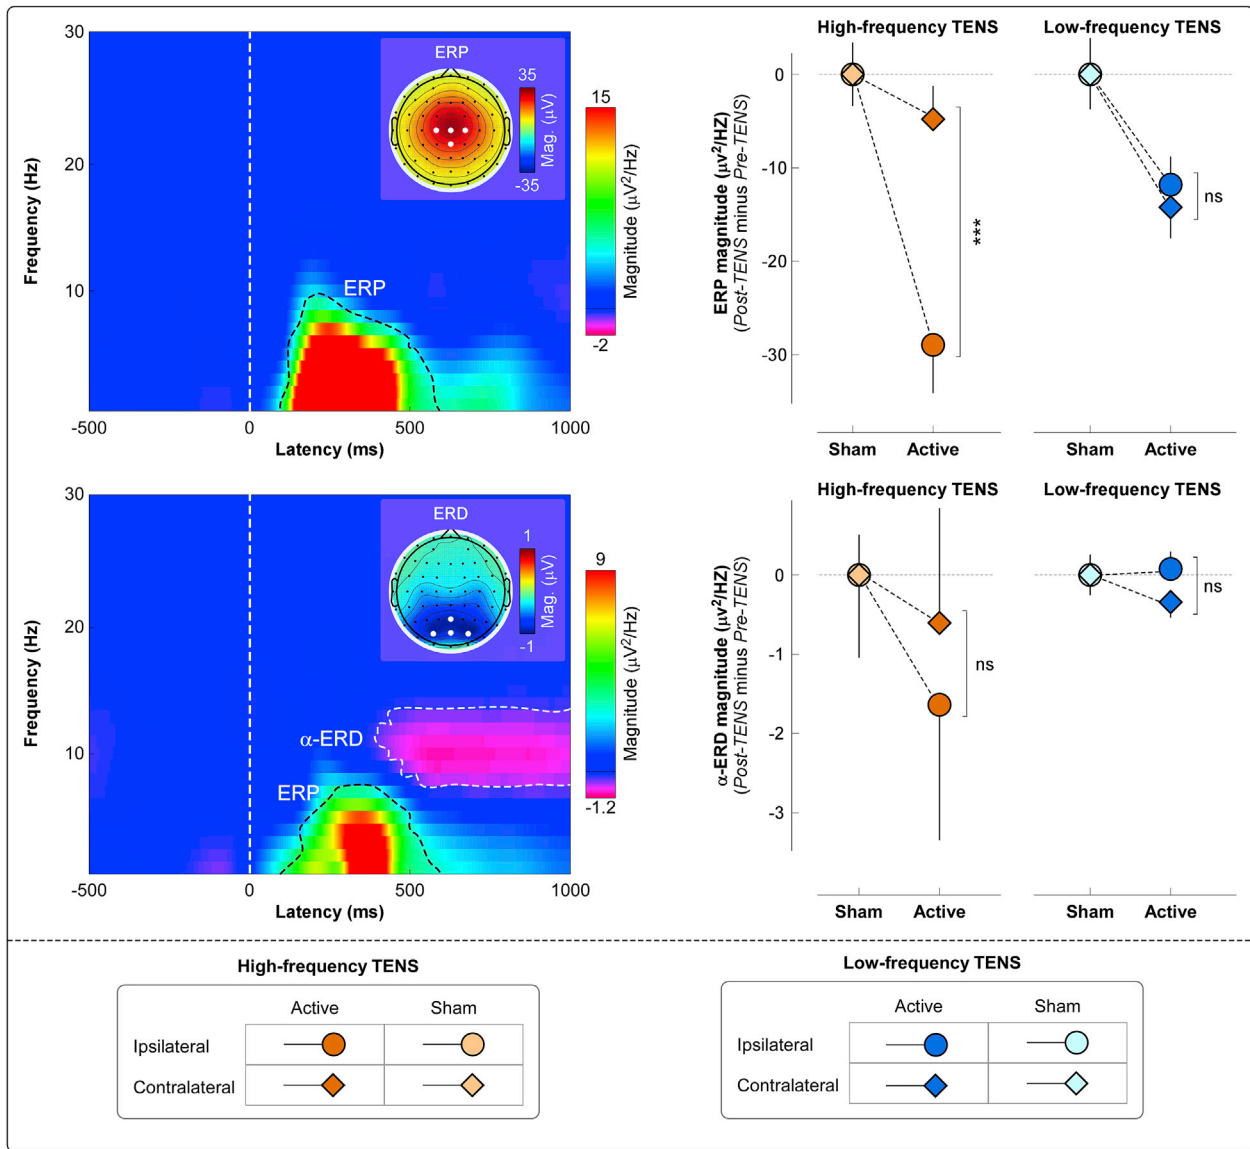 30
20
10
Frequency (Hz)
-500
0
500
1000
Latency (ms)
ERP
ERP
35
-35
Mag. (μV)
15
-2
Magnitude (μV²/Hz)
High-frequency TENS
Low-frequency TENS
0
-10
-20
-30
ERP magnitude (μv²/HZ)
(Post-TENS minus Pre-TENS)
***
ns
Sham
Active
Sham
Active
30
20
10
Frequency (Hz)
-500
0
500
1000
Latency (ms)
α-ERD
ERP
ERD
1
-1
Mag. (μV)
9
-1.2
Magnitude (μV²/Hz)
High-frequency TENS
Low-frequency TENS
0
-1
-2
-3
α-ERD magnitude (μv²/HZ)
(Post-TENS minus Pre-TENS)
ns
ns
Sham
Active
Sham
Active
High-frequency TENS
Active Sham
Ipsilateral
Contralateral
Low-frequency TENS
Active Sham
Ipsilateral
Contralateral